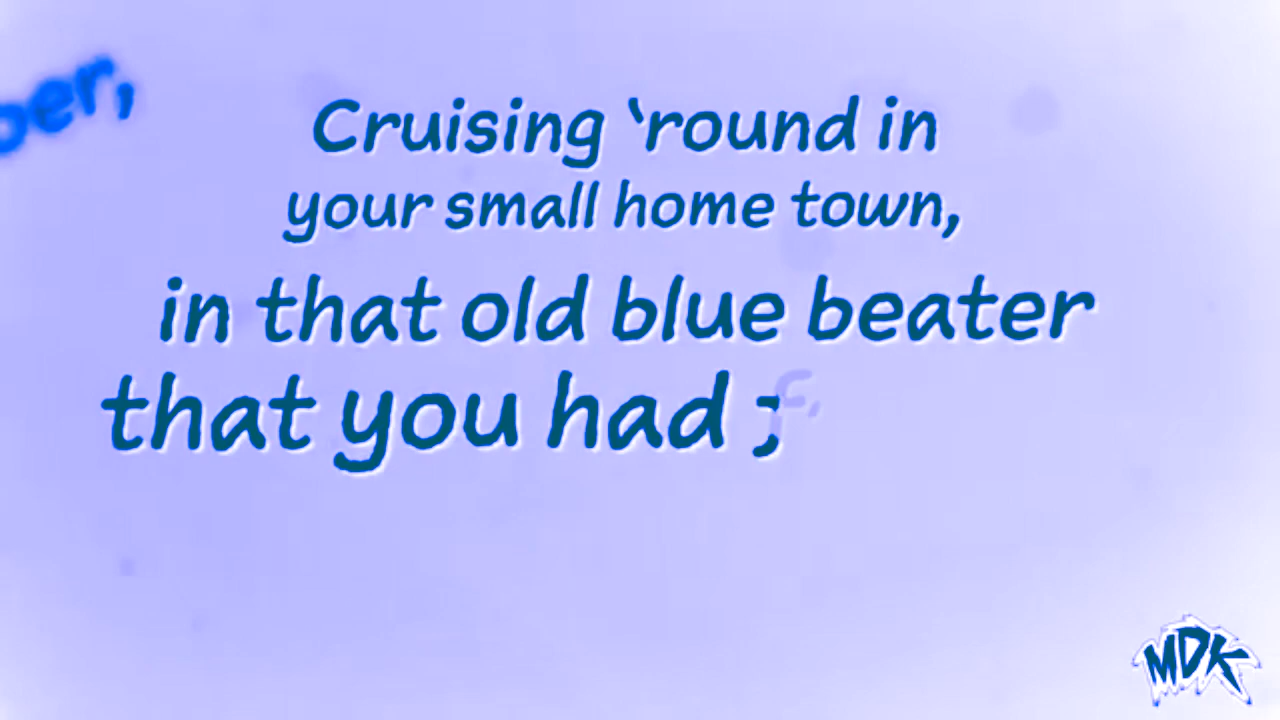 Cruising ‘round in
your small home town,
in that old blue beater
that you had
MDK